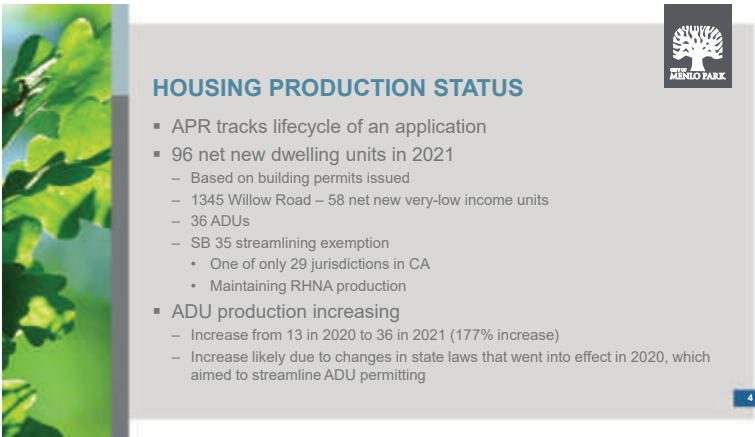 CITY OF
MENLO PARK
HOUSING PRODUCTION STATUS
▪ APR tracks lifecycle of an application
▪ 96 net new dwelling units in 2021
– Based on building permits issued
– 1345 Willow Road – 58 net new very-low income units
– 36 ADUs
– SB 35 streamlining exemption
• One of only 29 jurisdictions in CA
• Maintaining RHNA production
▪ ADU production increasing
– Increase from 13 in 2020 to 36 in 2021 (177% increase)
– Increase likely due to changes in state laws that went into effect in 2020, which
aimed to streamline ADU permitting
4